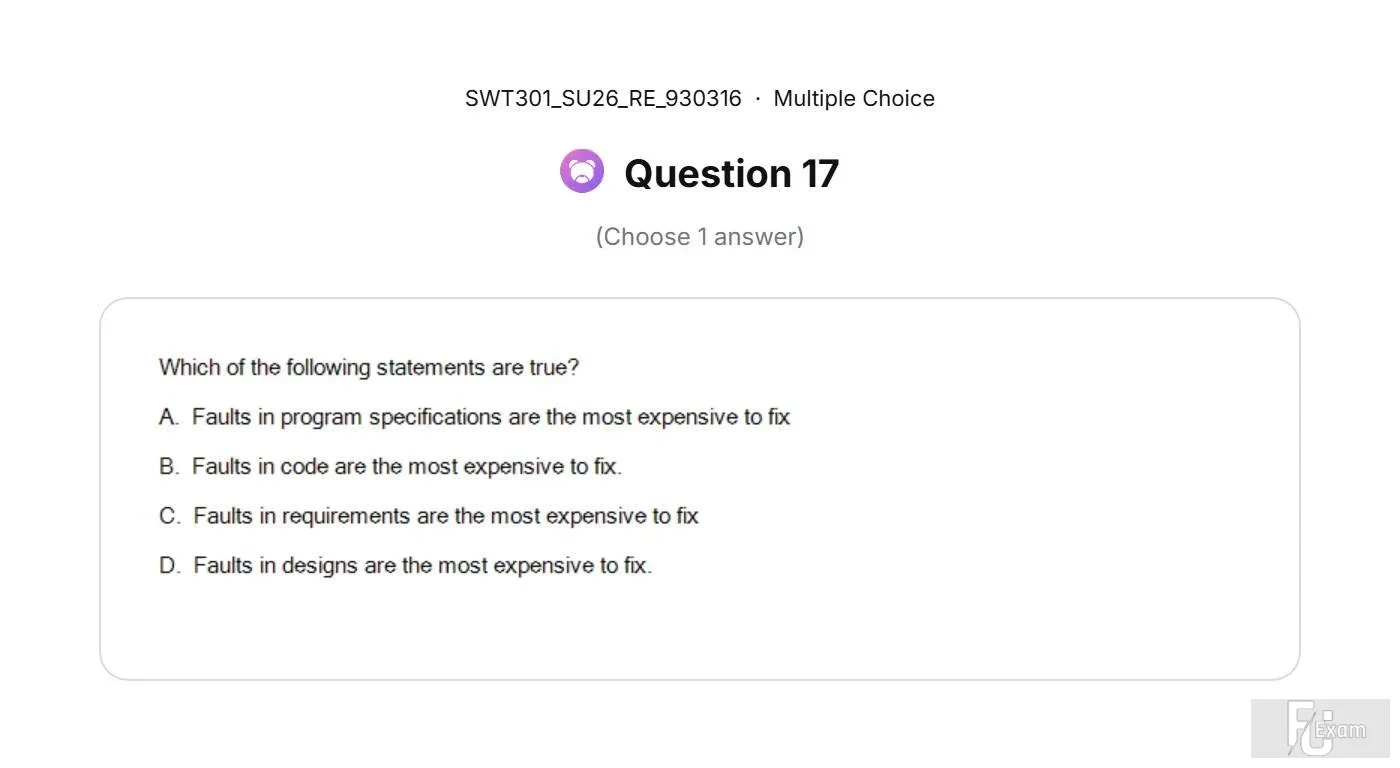 SWT301_SU26_RE_930316 · Multiple Choice
Question 17
(Choose 1 answer)
Which of the following statements are true?
A. Faults in program specifications are the most expensive to fix
B. Faults in code are the most expensive to fix.
C. Faults in requirements are the most expensive to fix
D. Faults in designs are the most expensive to fix.
Exam